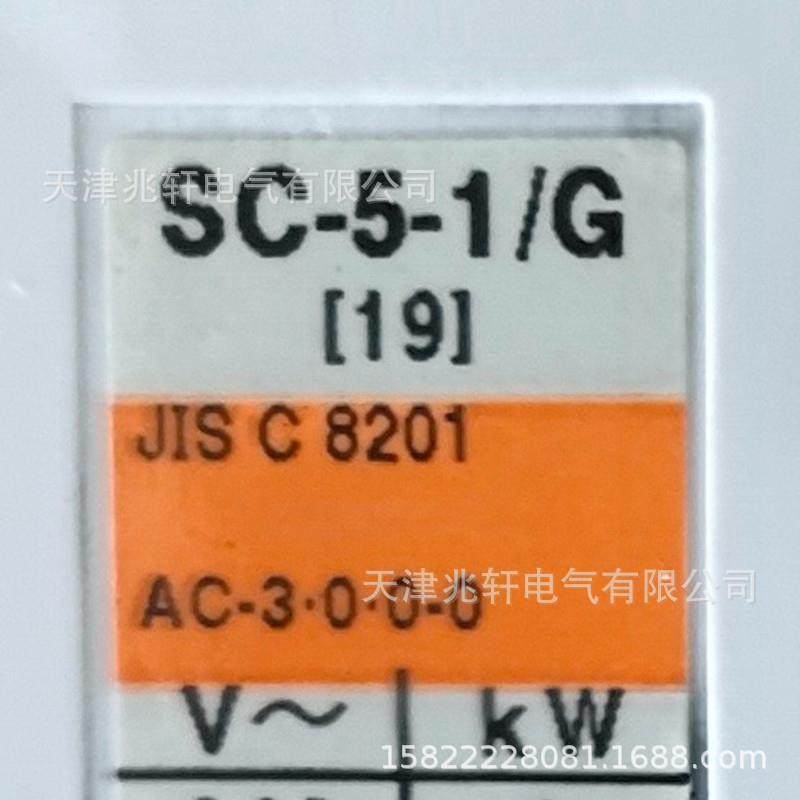 天津兆轩电气有限公司
SC-5-1/G
[19]
JIS C 8201
天津兆轩电气有限公司
AC-3·0·0-0
V～ kW
15822228081.1688.com